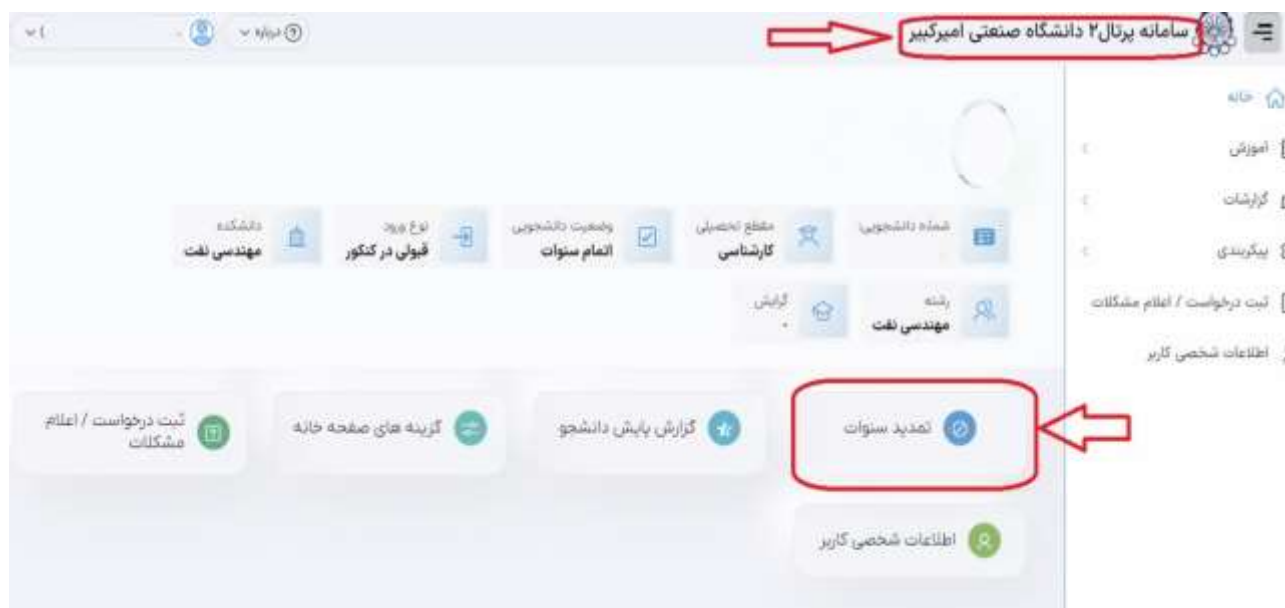 سامانه پرتال۲ دانشگاه صنعتی امیرکبیر
درباره
خانه
آموزش
گزارشات
پیکربندی
ثبت درخواست / اعلام مشکلات
اطلاعات شخصی کاربر
شماره دانشجویی:
مقطع تحصیلی
کارشناسی
وضعیت دانشجویی
اتمام سنوات
نوع ورود
قبولی در کنکور
دانشکده
مهندسی نفت
رشته
مهندسی نفت
گرایش
-
تمدید سنوات
گزارش پایش دانشجو
گزینه های صفحه خانه
ثبت درخواست / اعلام
مشکلات
اطلاعات شخصی کاربر